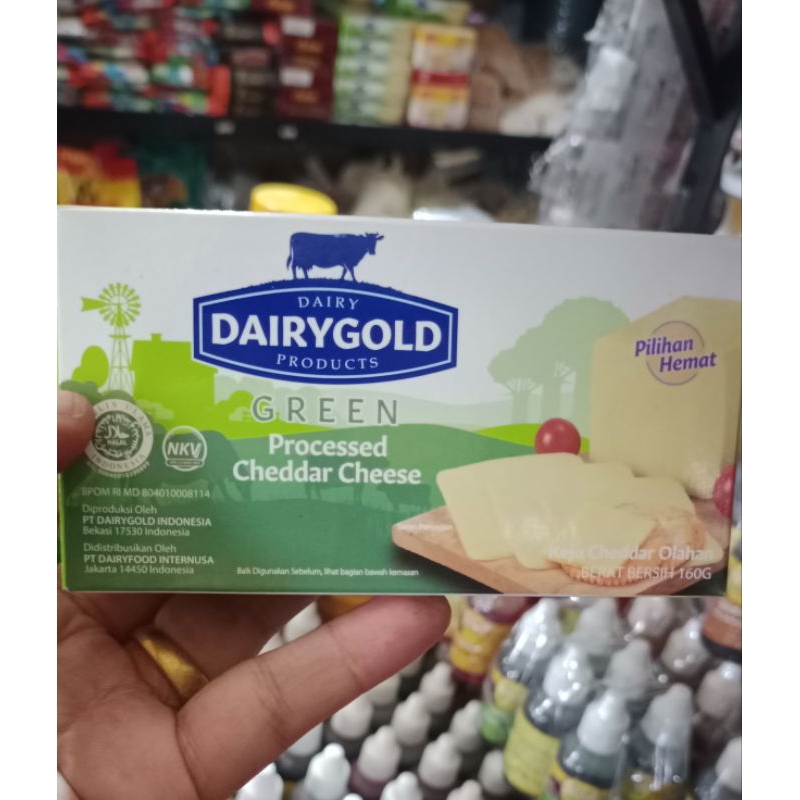 DAIRY
DAIRYGOLD
PRODUCTS
GREEN
Processed
Cheddar Cheese
Pilihan
Hemat
HALAL
INDONESIA
NKV
BPOM RI MD 804010008114
Diproduksi Oleh
PT DAIRYGOLD INDONESIA
Bekasi 17530 Indonesia
Didistribusikan Oleh
PT DAIRYFOOD INTERNUSA
Jakarta 14450 Indonesia
Baik Digunakan Sebelum, lihat bagian bawah kemasan
Keju Cheddar Olahan
BERAT BERSIH 160G